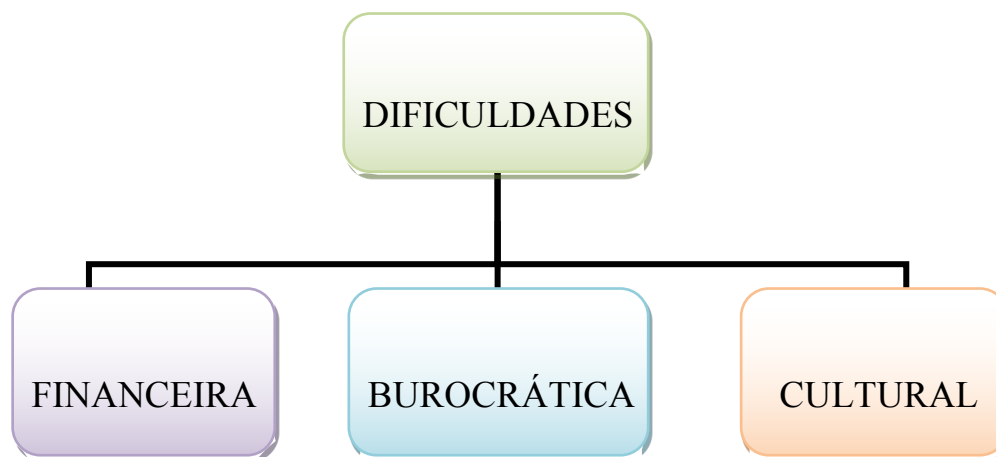 DIFICULDADES
FINANCEIRA
BUROCRÁTICA
CULTURAL